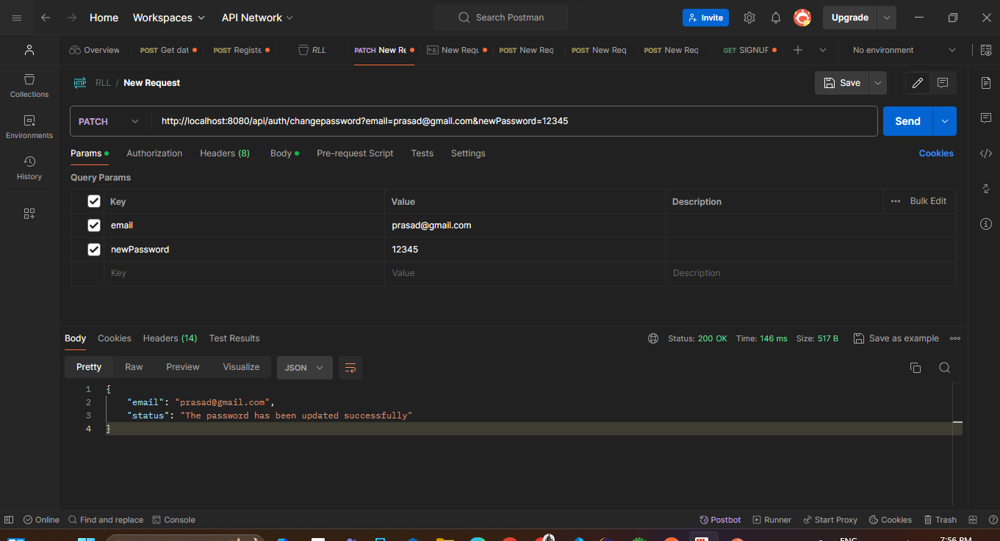 Home Workspaces API Network Search Postman Invite Upgrade
Overview POST Get dat POST Registe RLL PATCH New Re e.g. New Requ POST New Req POST New Req POST New Req GET SIGNUP No environment
HTTP RLL / New Request Save
Collections
PATCH http://localhost:8080/api/auth/changepassword?email=prasad@gmail.com&newPassword=12345 Send
Environments
Params Authorization Headers (8) Body Pre-request Script Tests Settings Cookies
History
Query Params
Key Value Description Bulk Edit
email prasad@gmail.com
newPassword 12345
Key Value Description
Body Cookies Headers (14) Test Results Status: 200 OK Time: 146 ms Size: 517 B Save as example
Pretty Raw Preview Visualize JSON
1 {
2 "email": "prasad@gmail.com",
3 "status": "The password has been updated successfully"
4 }
Online Find and replace Console Postbot Runner Start Proxy Cookies Trash
ENG 7:56 PM